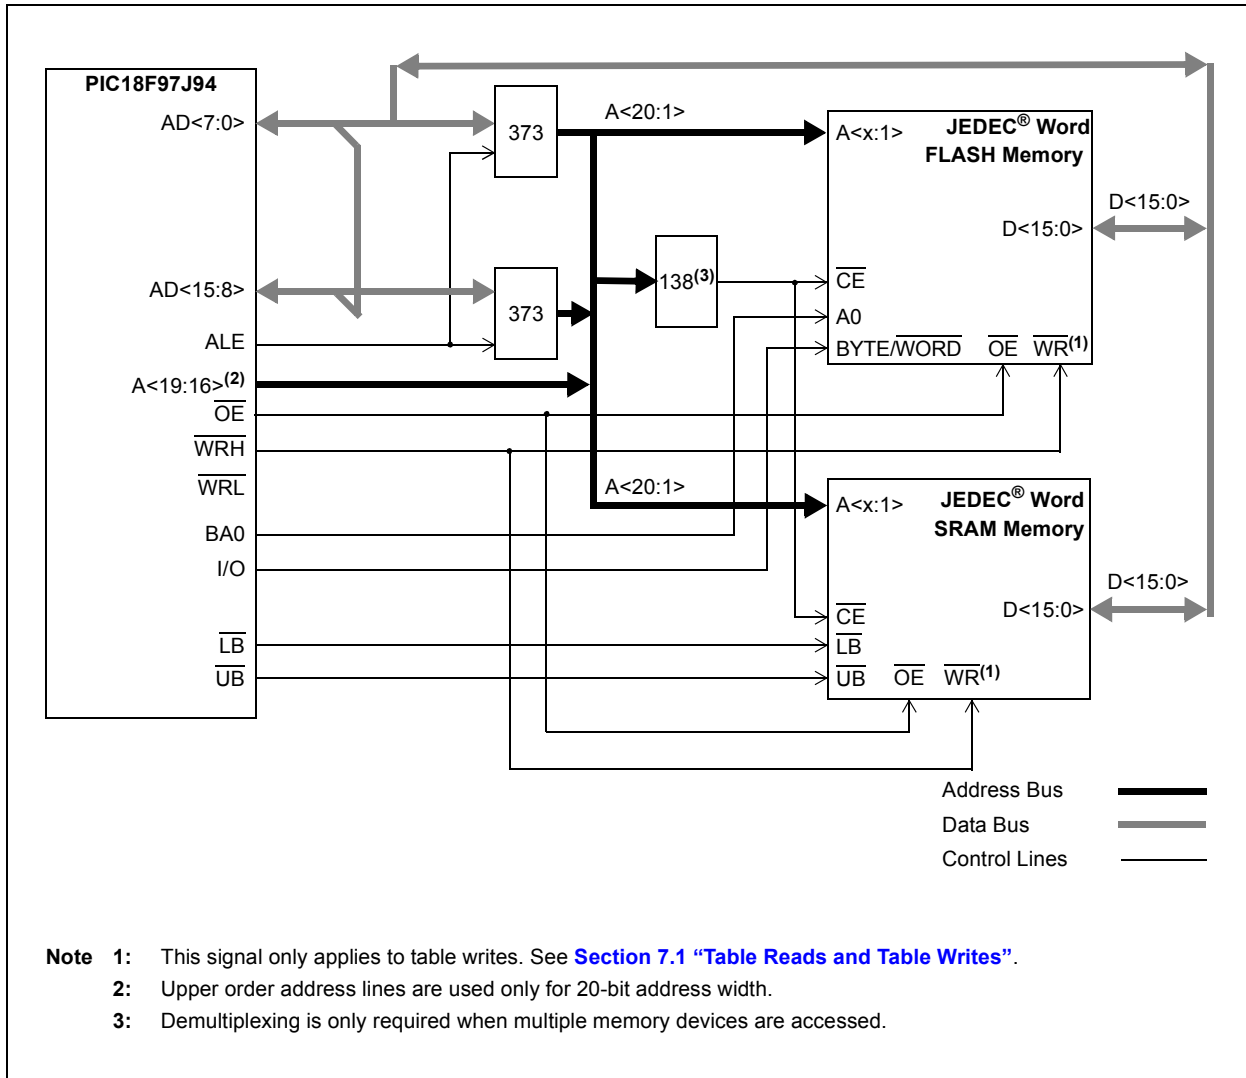 PIC18F97J94
AD<7:0>
AD<15:8>
ALE
A<19:16>(2)
OE
WRH
WRL
BA0
I/O
LB
UB
373
373
A<20:1>
138(3)
A<20:1>
A<x:1>
JEDEC® Word
FLASH Memory
D<15:0>
CE
A0
BYTE/WORD OE WR(1)
D<15:0>
A<x:1>
JEDEC® Word
SRAM Memory
D<15:0>
CE
LB
UB OE WR(1)
D<15:0>
Address Bus
Data Bus
Control Lines
Note 1: This signal only applies to table writes. See Section 7.1 “Table Reads and Table Writes”.
2: Upper order address lines are used only for 20-bit address width.
3: Demultiplexing is only required when multiple memory devices are accessed.